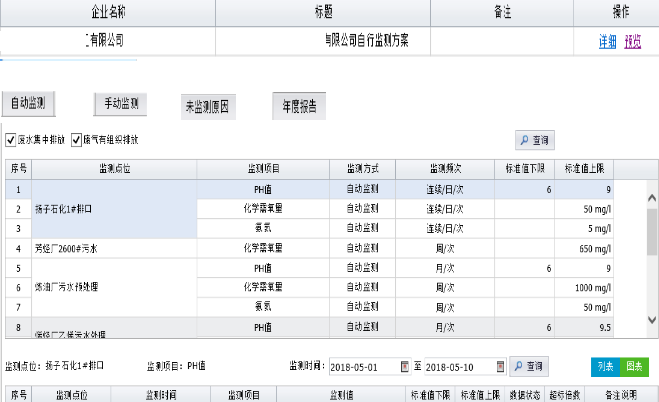 企业名称 标题 备注 操作
有限公司 有限公司自行监测方案 详细 预览
自动监测 手动监测 未监测原因 年度报告
废水集中排放 废气有组织排放 查询
序号 监测点位 监测项目 监测方式 监测频次 标准值下限 标准值上限
1 PH值 自动监测 连续/日/次 6 9
2 扬子石化1#排口 化学需氧量 自动监测 连续/日/次 50 mg/l
3 氨氮 自动监测 连续/日/次 5 mg/l
4 芳烃厂2600#污水 化学需氧量 自动监测 周/次 650 mg/l
5 PH值 自动监测 月/次 6 9
6 炼油厂污水预处理 化学需氧量 自动监测 周/次 1000 mg/l
7 氨氮 自动监测 周/次 50 mg/l
8 烯烃厂乙烯污水处理 PH值 自动监测 月/次 6 9.5
监测点位：扬子石化1#排口 监测项目：PH值 监测时间：2018-05-01 至 2018-05-10 查询 列表 图表
序号 监测点位 监测时间 监测项目 监测值 标准值下限 标准值上限 数据状态 超标倍数 备注说明